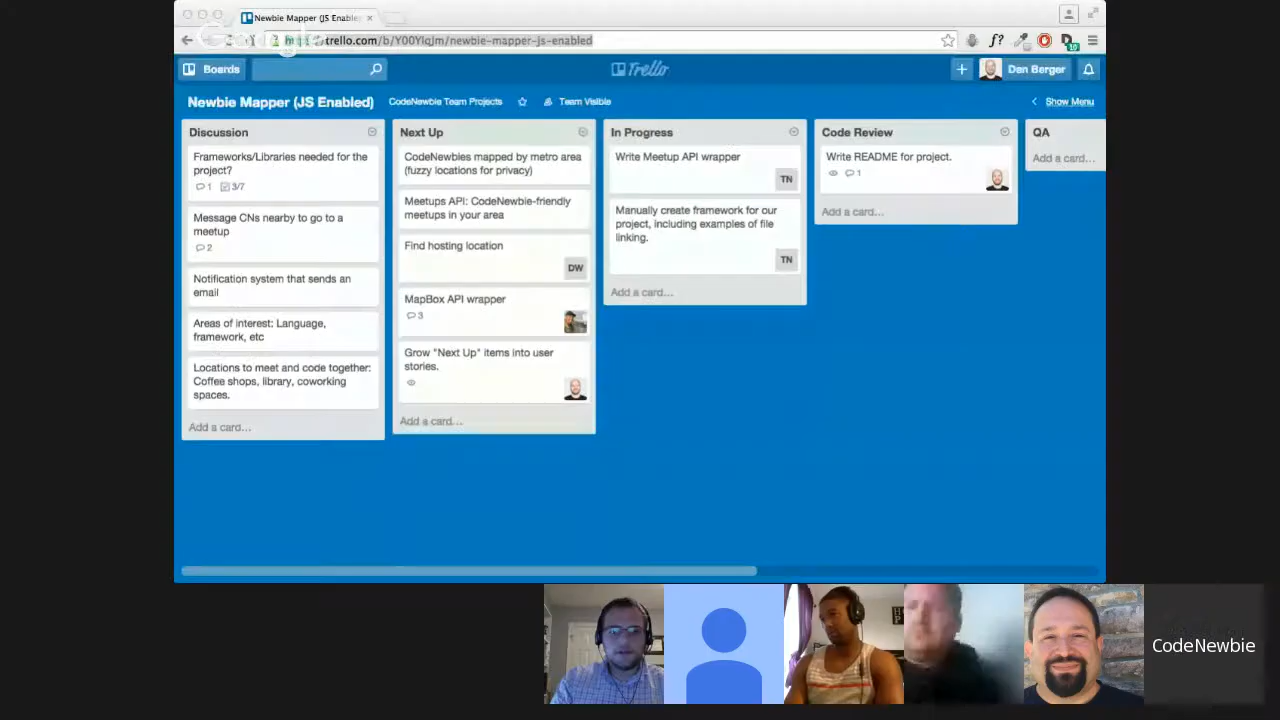 Newbie Mapper (JS Enable
trello.com/b/Y00YlqJm/newbie-mapper-js-enabled
f?
10
Boards
Trello
Dan Berger
Newbie Mapper (JS Enabled)
CodeNewbie Team Projects
Team Visible
Show Menu
Discussion
Frameworks/Libraries needed for the
project?
1
3/7
Message CNs nearby to go to a
meetup
2
Notification system that sends an
email
Areas of interest: Language,
framework, etc
Locations to meet and code together:
Coffee shops, library, coworking
spaces.
Add a card...
Next Up
CodeNewbies mapped by metro area
(fuzzy locations for privacy)
Meetups API: CodeNewbie-friendly
meetups in your area
Find hosting location
DW
MapBox API wrapper
3
Grow "Next Up" items into user
stories.
Add a card...
In Progress
Write Meetup API wrapper
TN
Manually create framework for our
project, including examples of file
linking.
TN
Add a card...
Code Review
Write README for project.
1
Add a card...
QA
Add a card...
CodeNewbie